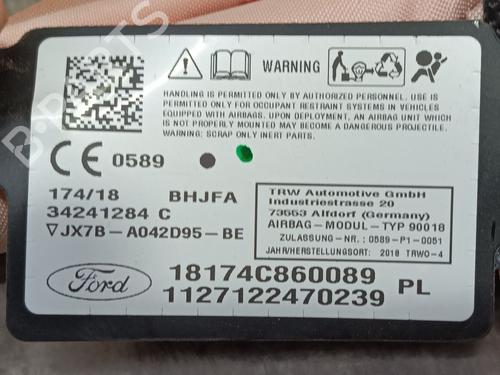 WARNING
HANDLING IS PERMITTED ONLY BY AUTHORIZED PERSONNEL. USE IS
ONLY PERMITTED FOR OCCUPANT RESTRAINT SYSTEMS IN VEHICLES
EQUIPPED WITH AIRBAGS. UPON DEPLOYMENT, AN AIRBAG UNIT WHICH
IS NOT PROPERLY INSTALLED MAY BECOME A DANGEROUS PROJECTILE.
WARNING: SCRAP ONLY INTACT UNITS!
CE 0589
174/18 BHJFA
34241284 C
▽JX7B-A042D95-BE
TRW Automotive GmbH
Industriestrasse 20
73553 Alfdorf (Germany)
AIRBAG-MODUL-TYP 90018
ZULASSUNG-NR.: 0589-P1-0051
JAHR/HERSTELLUNGSORT: 2018 TRWO-4
Ford
18174C860089
1127122470239 PL